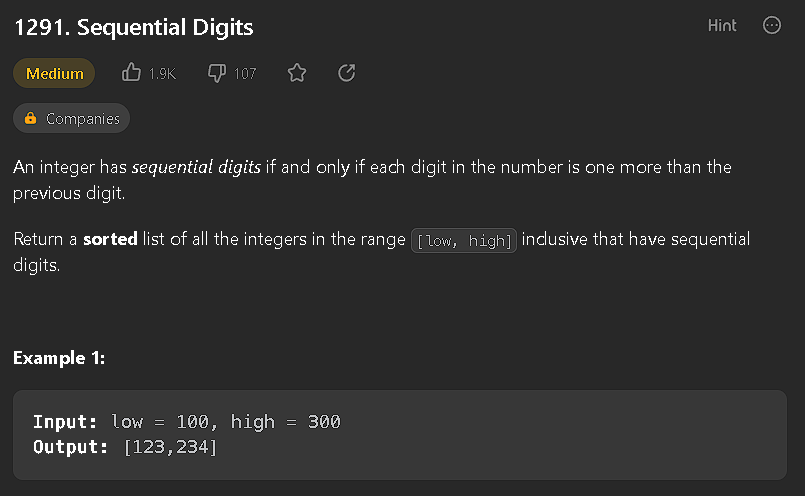 1291. Sequential Digits
Hint
Medium
1.9K
107
Companies
An integer has sequential digits if and only if each digit in the number is one more than the
previous digit.
Return a sorted list of all the integers in the range [low, high] inclusive that have sequential
digits.
Example 1:
Input: low = 100, high = 300
Output: [123,234]